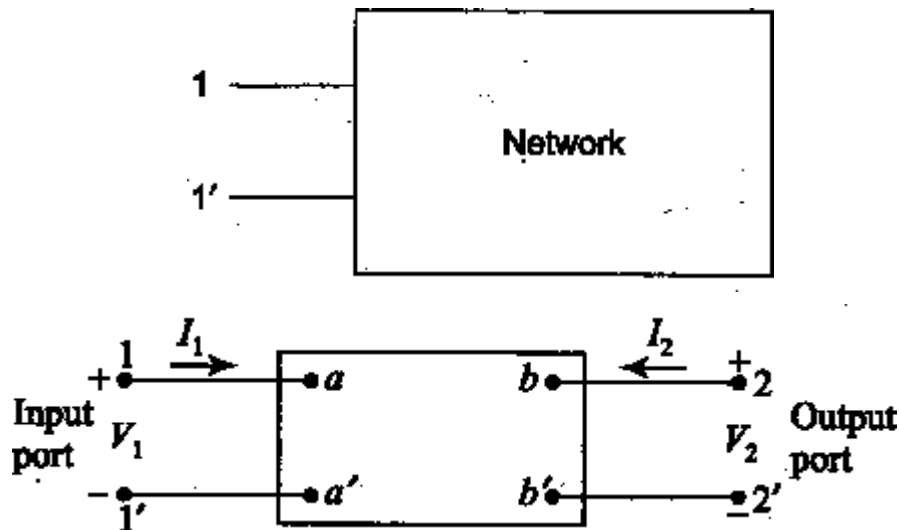 1
Network
1′
I₁
I₂
1
+
a
b
+
2
Input
port
V₁
V₂
Output
port
-
1′
a′
b′
-
2′